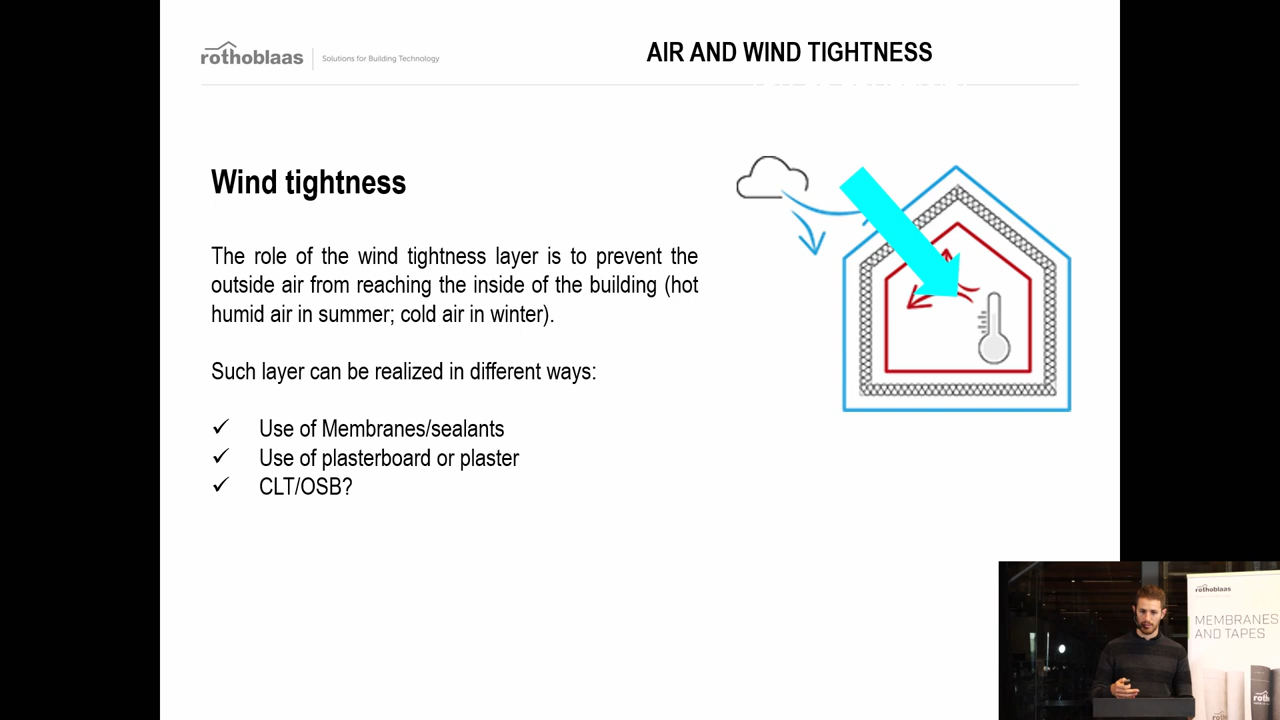 rothoblaas
Solutions for Building Technology
AIR AND WIND TIGHTNESS
Wind tightness
The role of the wind tightness layer is to prevent the
outside air from reaching the inside of the building (hot
humid air in summer; cold air in winter).
Such layer can be realized in different ways:
✓ Use of Membranes/sealants
✓ Use of plasterboard or plaster
✓ CLT/OSB?
rothoblaas
MEMBRANES
AND TAPES